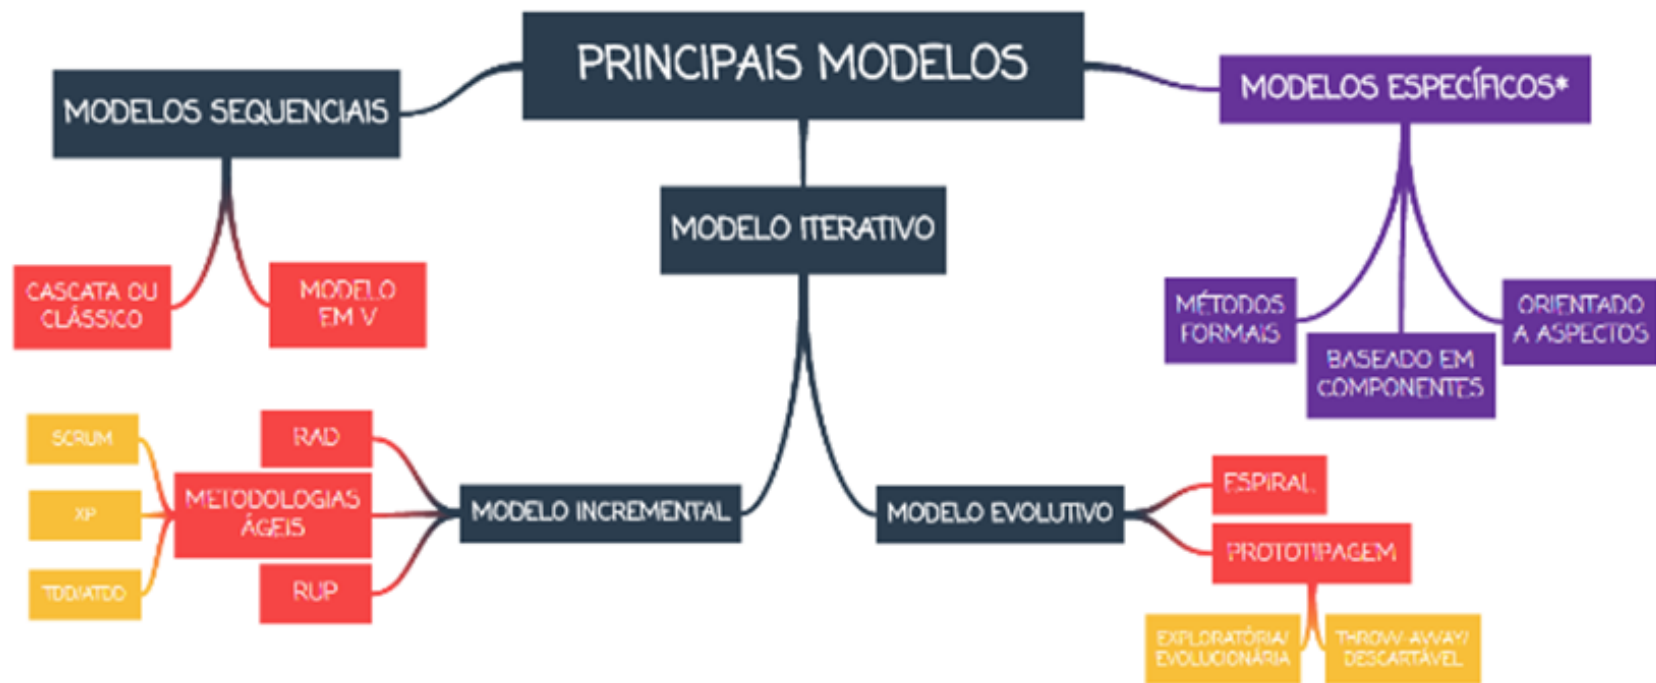 PRINCIPAIS MODELOS
MODELOS SEQUENCIAIS
MODELOS ESPECÍFICOS*
MODELO ITERATIVO
CASCATA OU
CLÁSSICO
MODELO
EM V
MÉTODOS
FORMAIS
BASEADO EM
COMPONENTES
ORIENTADO
A ASPECTOS
SCRUM
XP
TDD/ATDD
METODOLOGIAS
ÁGEIS
RAD
RUP
MODELO INCREMENTAL
MODELO EVOLUTIVO
ESPIRAL
PROTOTIPAGEM
EXPLORATÓRIA/
EVOLUCIONÁRIA
THROW-AWAY/
DESCARTÁVEL